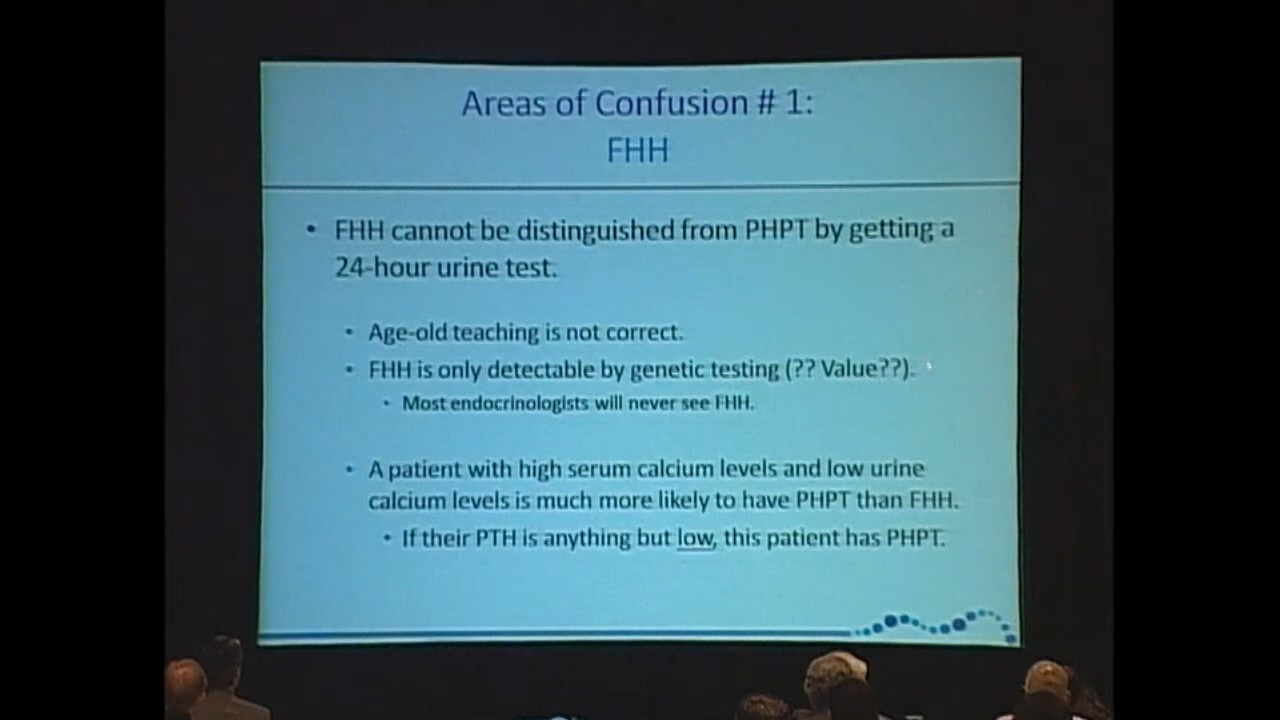 Areas of Confusion # 1:
FHH
• FHH cannot be distinguished from PHPT by getting a
24-hour urine test.
• Age-old teaching is not correct.
• FHH is only detectable by genetic testing (?? Value??).
• Most endocrinologists will never see FHH.
• A patient with high serum calcium levels and low urine
calcium levels is much more likely to have PHPT than FHH.
• If their PTH is anything but low, this patient has PHPT.